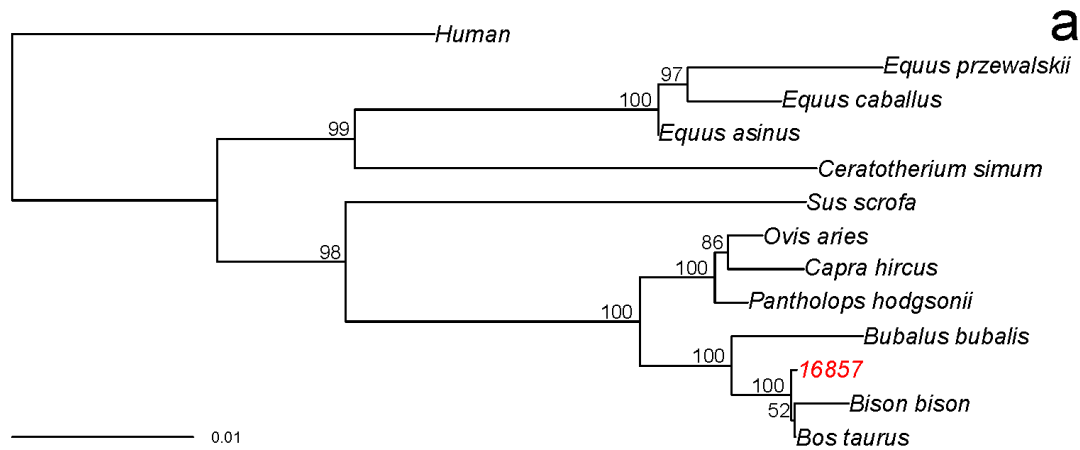 a
Human
Equus przewalskii
97
Equus caballus
100
Equus asinus
99
Ceratotherium simum
Sus scrofa
98
Ovis aries
86
Capra hircus
100
Pantholops hodgsonii
100
Bubalus bubalis
100
16857
100
Bison bison
52
Bos taurus
0.01